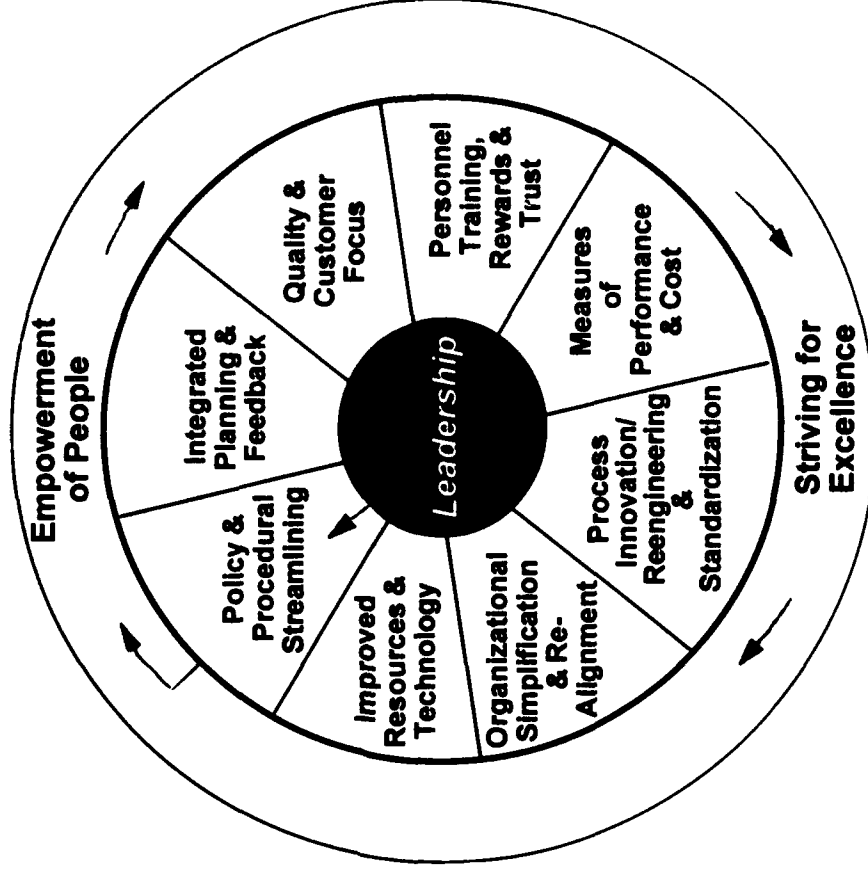 Empowerment
of People
Integrated
Planning &
Feedback
Quality &
Customer
Focus
Personnel
Training,
Rewards &
Trust
Measures
of
Performance
& Cost
Process
Innovation/
Reengineering
&
Standardization
Organizational
Simplification
& Re-
Alignment
Improved
Resources &
Technology
Policy &
Procedural
Streamlining
Leadership
Striving for
Excellence